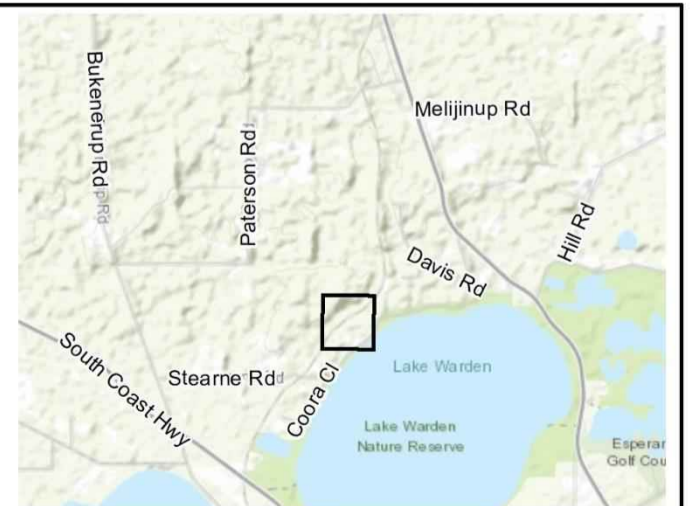 Bukenerup Rd
p Rd
Melijinup Rd
Paterson Rd
Hill Rd
Davis Rd
South Coast Hwy
Stearne Rd
d
Coora Cl
Lake Warden
Lake Warden
Nature Reserve
Esperan
Golf Cou